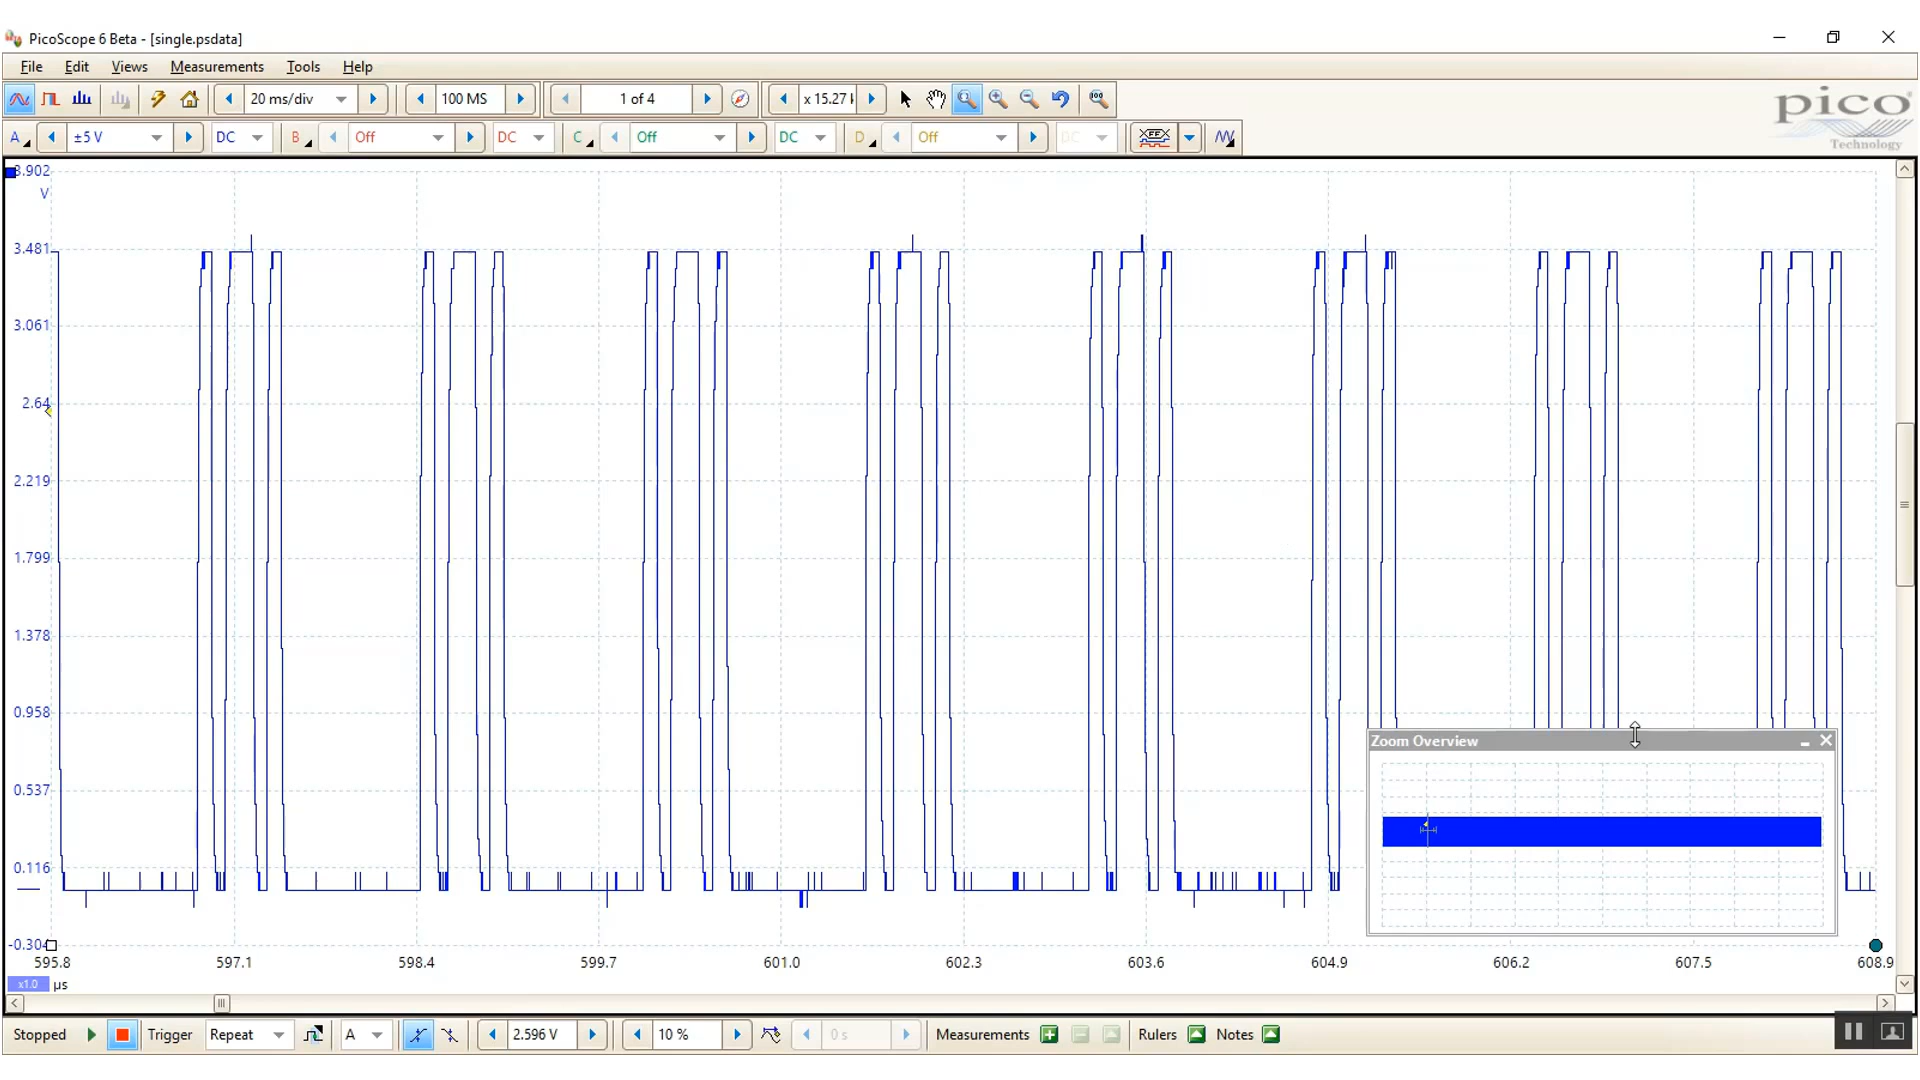 PicoScope 6 Beta - [single.psdata]
File Edit Views Measurements Tools Help
20 ms/div 100 MS 1 of 4 x 15.27
pico
Technology
A ±5 V DC B Off DC C Off DC D Off DC
3.902
V
3.481
3.061
2.64
2.219
1.799
1.378
0.958
0.537
0.116
-0.304
Zoom Overview
595.8 597.1 598.4 599.7 601.0 602.3 603.6 604.9 606.2 607.5 608.9
x1.0 µs
Stopped Trigger Repeat A 2.596 V 10 % 0 s Measurements Rulers Notes